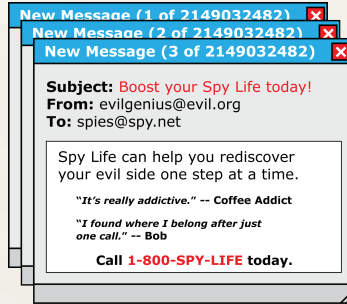 New Message (1 of 2149032482)
New Message (2 of 2149032482)
New Message (3 of 2149032482)
Subject: Boost your Spy Life today!
From: evilgenius@evil.org
To: spies@spy.net
Spy Life can help you rediscover
your evil side one step at a time.
"It's really addictive." -- Coffee Addict
"I found where I belong after just
one call." -- Bob
Call 1-800-SPY-LIFE today.